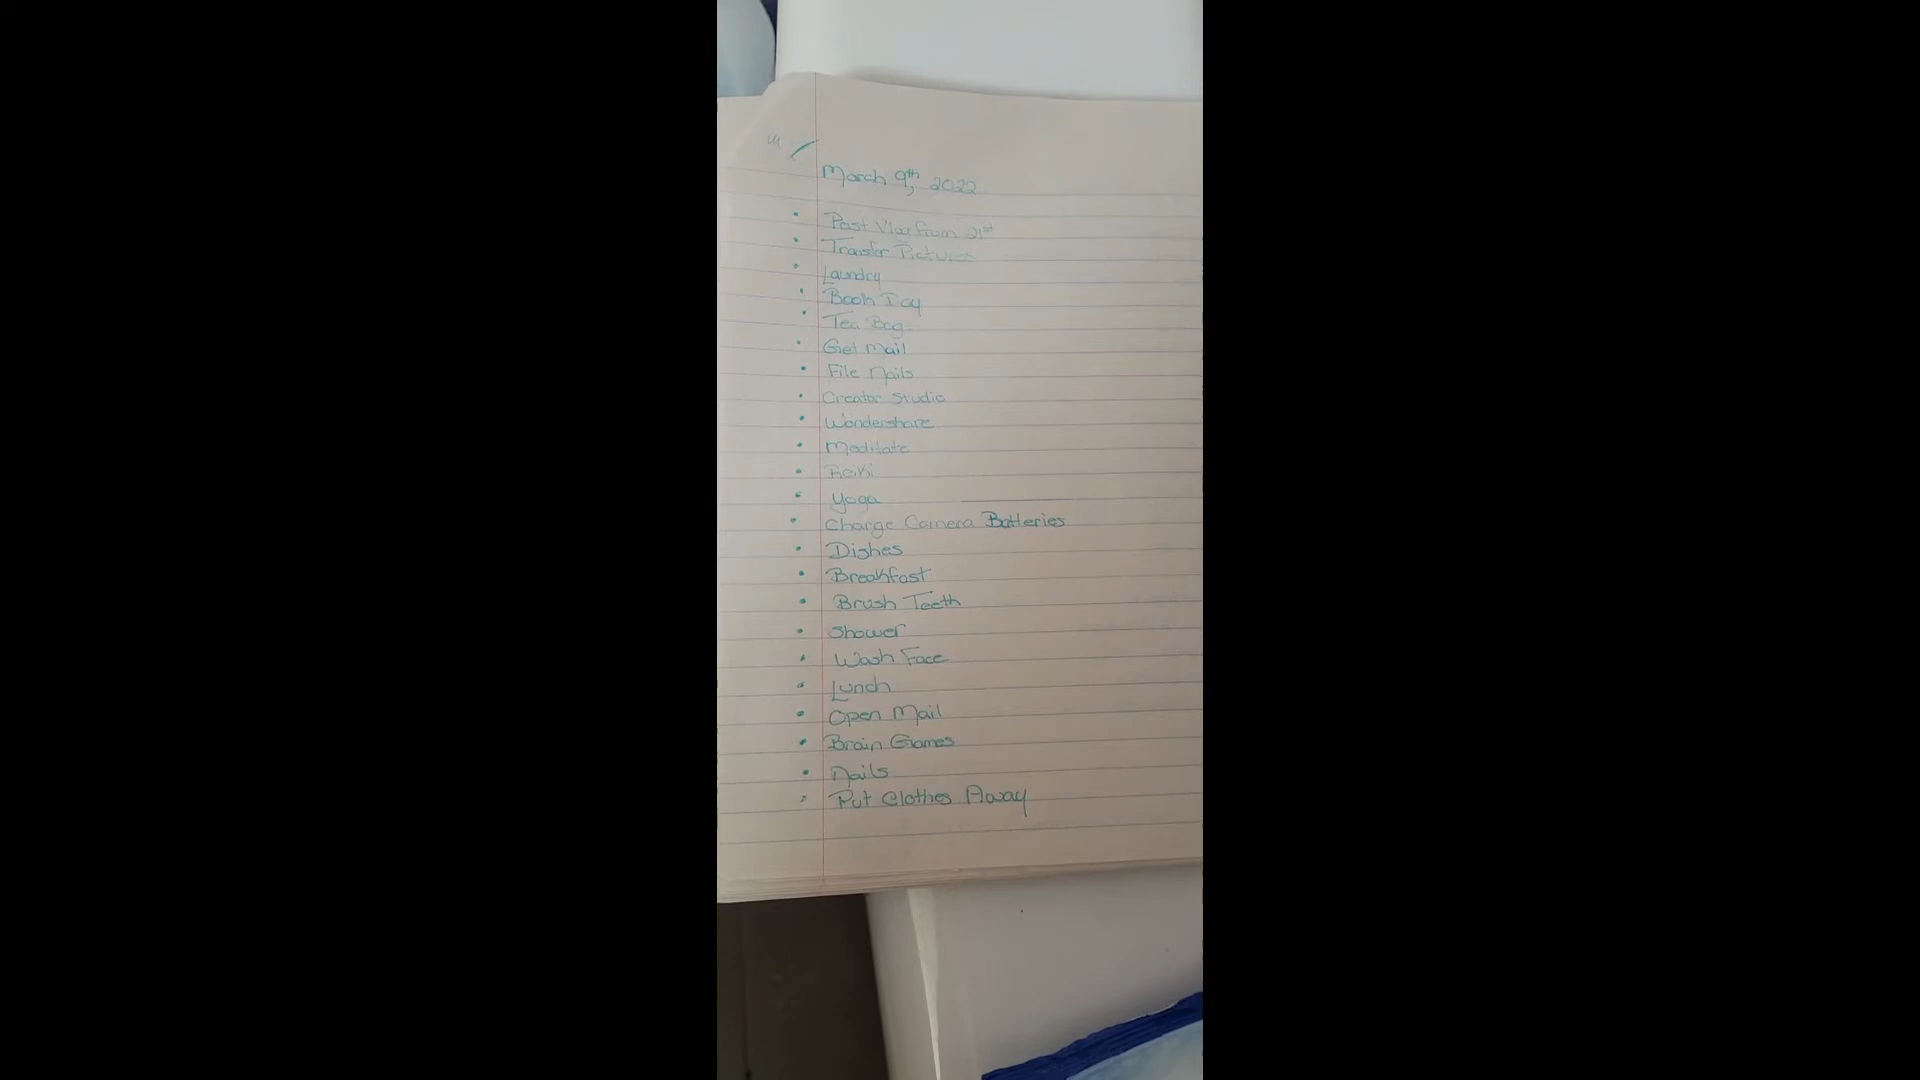 March 9th, 2022
• Post Vlog from 21st
• Transfer Pictures
• Laundry
• Book Day
• Tea Bag
• Get Mail
• File Nails
• Creator Studio
• Wondershare
• Meditate
• Reiki
• Yoga
• Charge Camera Batteries
• Dishes
• Breakfast
• Brush Teeth
• Shower
• Wash Face
• Lunch
• Open Mail
• Brain Games
• Nails
• Put Clothes Away